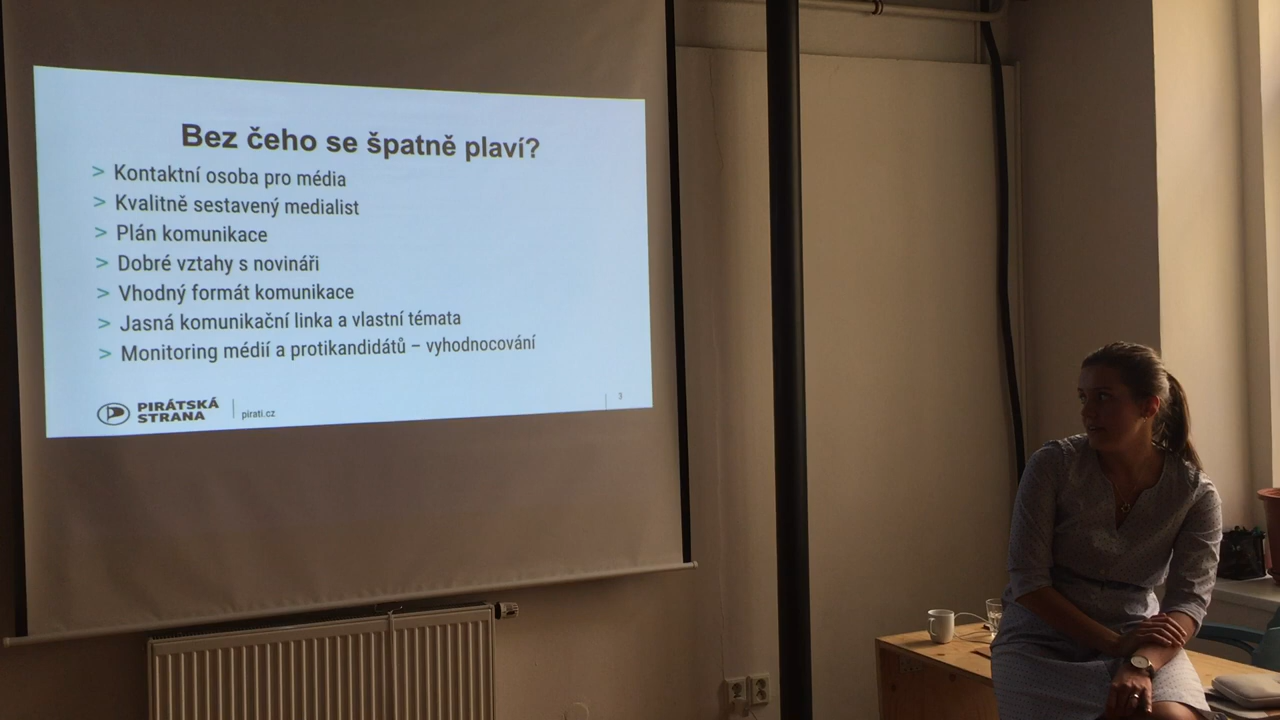 Bez čeho se špatně plaví?
> Kontaktní osoba pro média
> Kvalitně sestavený medialist
> Plán komunikace
> Dobré vztahy s novináři
> Vhodný formát komunikace
> Jasná komunikační linka a vlastní témata
> Monitoring médií a protikandidátů – vyhodnocování
PIRÁTSKÁ
STRANA
pirati.cz
3